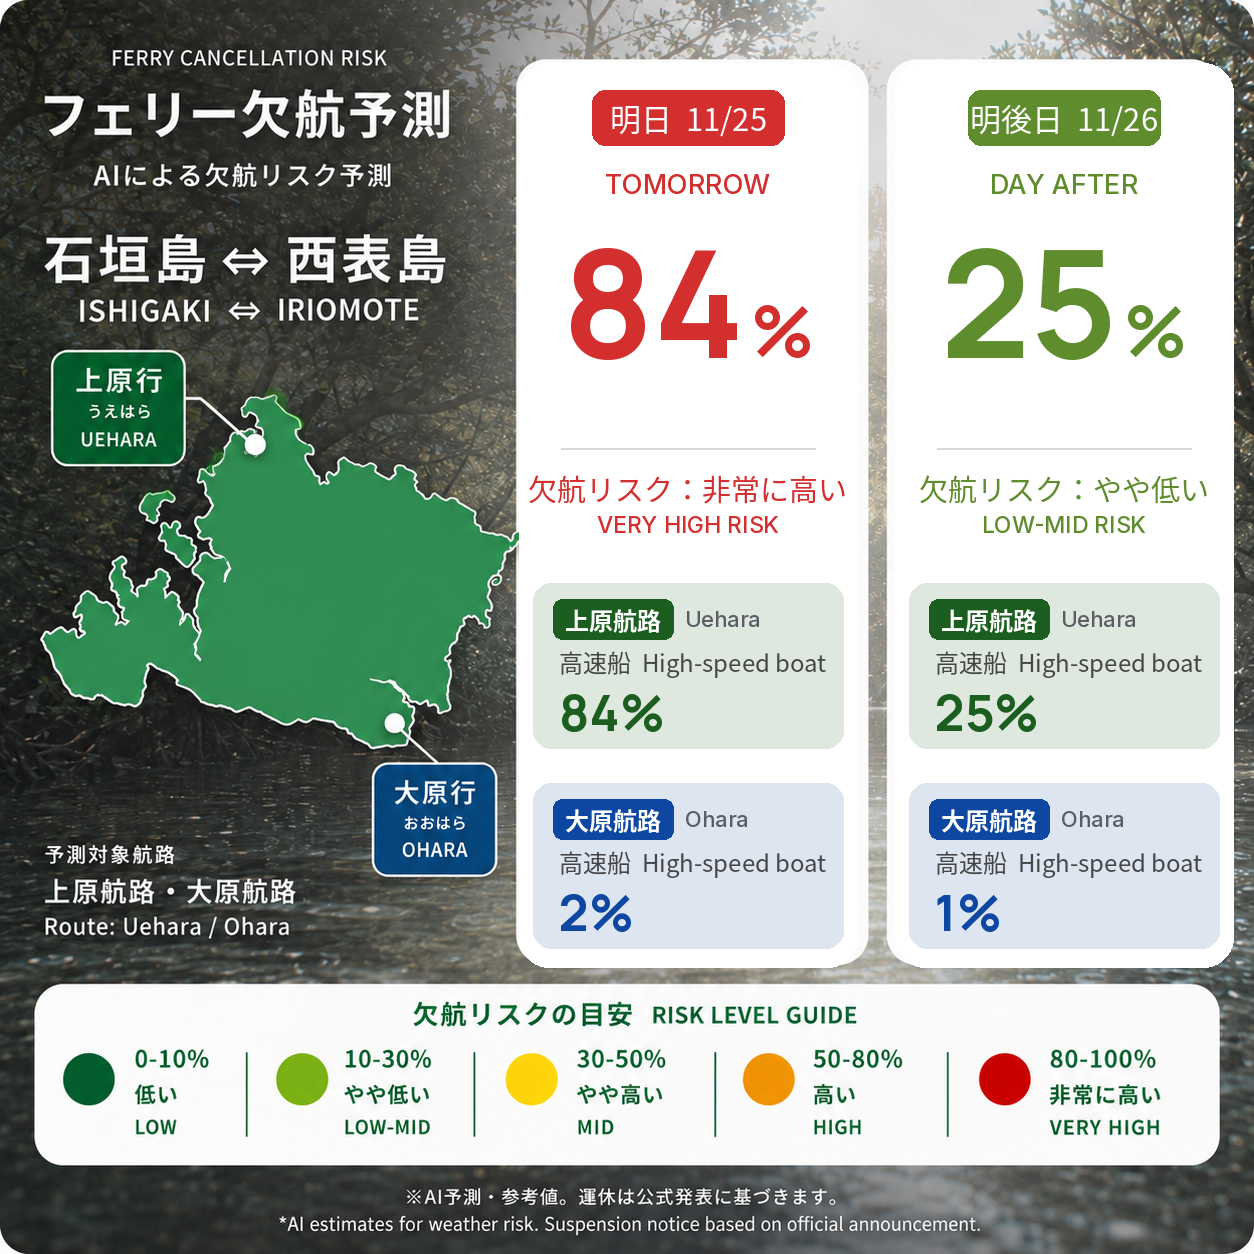 FERRY CANCELLATION RISK
フェリー欠航予測
AIによる欠航リスク予測
石垣島 ⇔ 西表島
ISHIGAKI ⇔ IRIOMOTE
上原行
うえはら
UEHARA
大原行
おおはら
OHARA
予測対象航路
上原航路・大原航路
Route: Uehara / Ohara
明日 11/25
TOMORROW
84%
欠航リスク：非常に高い
VERY HIGH RISK
上原航路 Uehara
高速船 High-speed boat
84%
大原航路 Ohara
高速船 High-speed boat
2%
明後日 11/26
DAY AFTER
25%
欠航リスク：やや低い
LOW-MID RISK
上原航路 Uehara
高速船 High-speed boat
25%
大原航路 Ohara
高速船 High-speed boat
1%
欠航リスクの目安 RISK LEVEL GUIDE
0-10%
低い
LOW
10-30%
やや低い
LOW-MID
30-50%
やや高い
MID
50-80%
高い
HIGH
80-100%
非常に高い
VERY HIGH
※AI予測・参考値。運休は公式発表に基づきます。
*AI estimates for weather risk. Suspension notice based on official announcement.